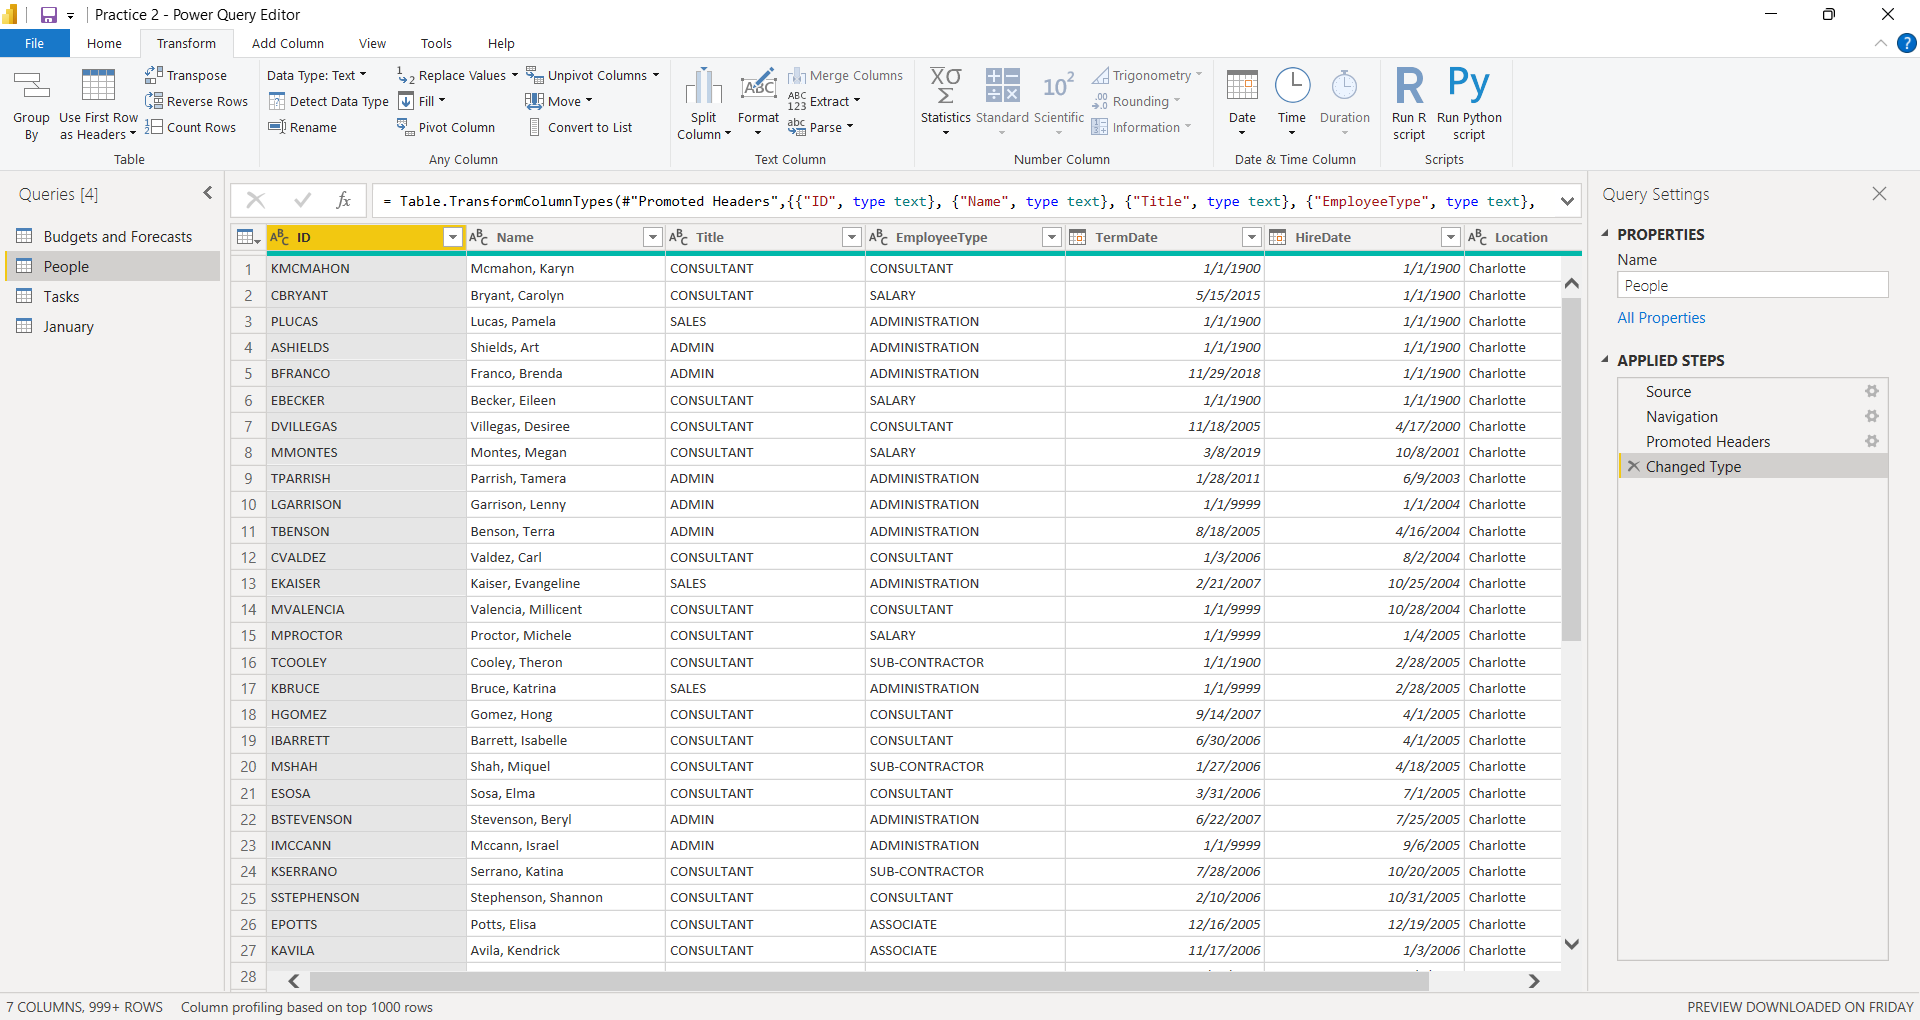 Practice 2 - Power Query Editor
File Home Transform Add Column View Tools Help ?
Group By
Use First Row as Headers
Transpose
Reverse Rows
Count Rows
Table
Data Type: Text
Detect Data Type
Rename
Replace Values
Fill
Pivot Column
Unpivot Columns
Move
Convert to List
Any Column
Split Column
Format
Merge Columns
Extract
Parse
Text Column
Statistics
Standard
Scientific
Trigonometry
Rounding
Information
Number Column
Date
Time
Duration
Date & Time Column
Run R script
Run Python script
Scripts
Queries [4]
Budgets and Forecasts
People
Tasks
January
fx = Table.TransformColumnTypes(#"Promoted Headers",{{"ID", type text}, {"Name", type text}, {"Title", type text}, {"EmployeeType", type text},
ID Name Title EmployeeType TermDate HireDate Location
1 KMCMAHON Mcmahon, Karyn CONSULTANT CONSULTANT 1/1/1900 1/1/1900 Charlotte
2 CBRYANT Bryant, Carolyn CONSULTANT SALARY 5/15/2015 1/1/1900 Charlotte
3 PLUCAS Lucas, Pamela SALES ADMINISTRATION 1/1/1900 1/1/1900 Charlotte
4 ASHIELDS Shields, Art ADMIN ADMINISTRATION 1/1/1900 1/1/1900 Charlotte
5 BFRANCO Franco, Brenda ADMIN ADMINISTRATION 11/29/2018 1/1/1900 Charlotte
6 EBECKER Becker, Eileen CONSULTANT SALARY 1/1/1900 1/1/1900 Charlotte
7 DVILLEGAS Villegas, Desiree CONSULTANT CONSULTANT 11/18/2005 4/17/2000 Charlotte
8 MMONTES Montes, Megan CONSULTANT SALARY 3/8/2019 10/8/2001 Charlotte
9 TPARRISH Parrish, Tamera ADMIN ADMINISTRATION 1/28/2011 6/9/2003 Charlotte
10 LGARRISON Garrison, Lenny ADMIN ADMINISTRATION 1/1/9999 1/1/2004 Charlotte
11 TBENSON Benson, Terra ADMIN ADMINISTRATION 8/18/2005 4/16/2004 Charlotte
12 CVALDEZ Valdez, Carl CONSULTANT CONSULTANT 1/3/2006 8/2/2004 Charlotte
13 EKAISER Kaiser, Evangeline SALES ADMINISTRATION 2/21/2007 10/25/2004 Charlotte
14 MVALENCIA Valencia, Millicent CONSULTANT CONSULTANT 1/1/9999 10/28/2004 Charlotte
15 MPROCTOR Proctor, Michele CONSULTANT SALARY 1/1/9999 1/4/2005 Charlotte
16 TCOOLEY Cooley, Theron CONSULTANT SUB-CONTRACTOR 1/1/1900 2/28/2005 Charlotte
17 KBRUCE Bruce, Katrina SALES ADMINISTRATION 1/1/9999 2/28/2005 Charlotte
18 HGOMEZ Gomez, Hong CONSULTANT CONSULTANT 9/14/2007 4/1/2005 Charlotte
19 IBARRETT Barrett, Isabelle CONSULTANT CONSULTANT 6/30/2006 4/1/2005 Charlotte
20 MSHAH Shah, Miquel CONSULTANT SUB-CONTRACTOR 1/27/2006 4/18/2005 Charlotte
21 ESOSA Sosa, Elma CONSULTANT CONSULTANT 3/31/2006 7/1/2005 Charlotte
22 BSTEVENSON Stevenson, Beryl ADMIN ADMINISTRATION 6/22/2007 7/25/2005 Charlotte
23 IMCCANN Mccann, Israel ADMIN ADMINISTRATION 1/1/9999 9/6/2005 Charlotte
24 KSERRANO Serrano, Katina CONSULTANT SUB-CONTRACTOR 7/28/2006 10/20/2005 Charlotte
25 SSTEPHENSON Stephenson, Shannon CONSULTANT CONSULTANT 2/10/2006 10/31/2005 Charlotte
26 EPOTTS Potts, Elisa CONSULTANT ASSOCIATE 12/16/2005 12/19/2005 Charlotte
27 KAVILA Avila, Kendrick CONSULTANT ASSOCIATE 11/17/2006 1/3/2006 Charlotte
28
Query Settings
PROPERTIES
Name
People
All Properties
APPLIED STEPS
Source
Navigation
Promoted Headers
Changed Type
7 COLUMNS, 999+ ROWS Column profiling based on top 1000 rows PREVIEW DOWNLOADED ON FRIDAY